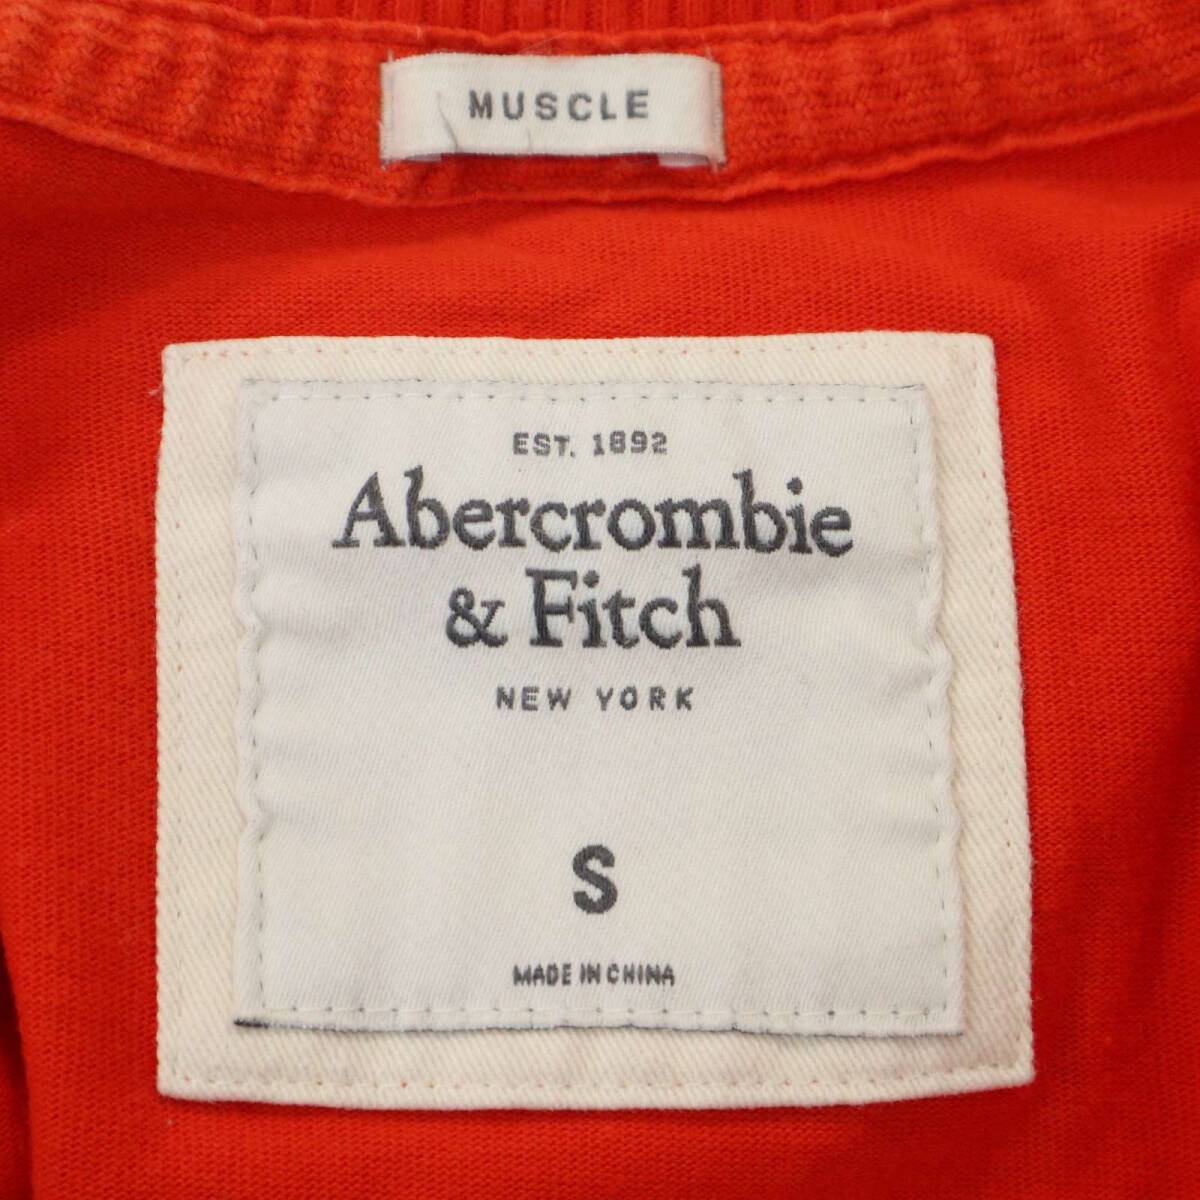 MUSCLE
EST. 1892
Abercrombie
& Fitch
NEW YORK
S
MADE IN CHINA